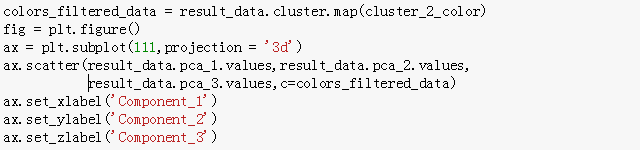 colors_filtered_data = result_data.cluster.map(cluster_2_color)
fig = plt.figure()
ax = plt.subplot(111,projection = '3d')
ax.scatter(result_data.pca_1.values,result_data.pca_2.values,
result_data.pca_3.values,c=colors_filtered_data)
ax.set_xlabel('Component_1')
ax.set_ylabel('Component_2')
ax.set_zlabel('Component_3')